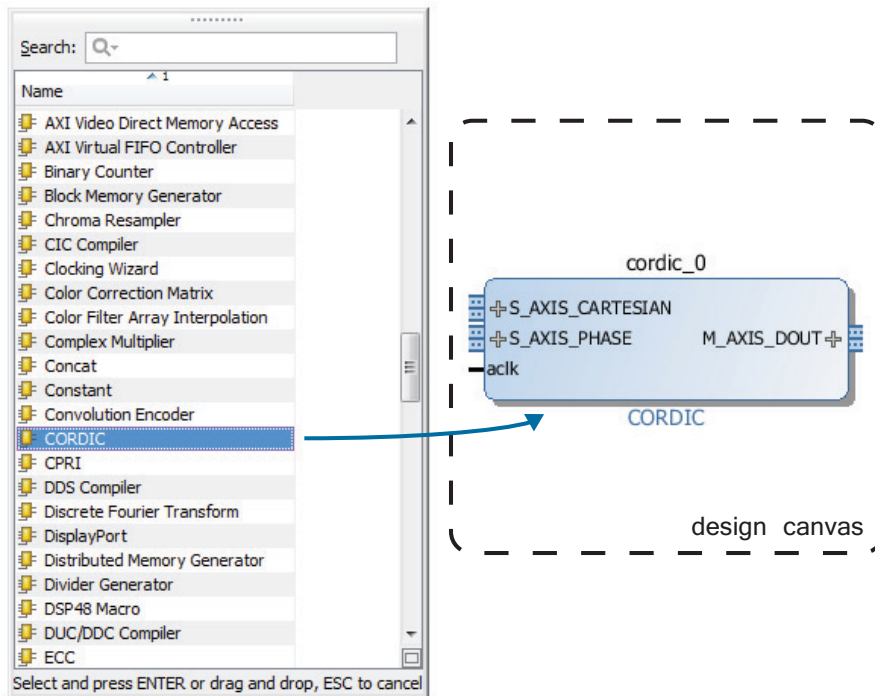 Search:
1
Name
AXI Video Direct Memory Access
AXI Virtual FIFO Controller
Binary Counter
Block Memory Generator
Chroma Resampler
CIC Compiler
Clocking Wizard
Color Correction Matrix
Color Filter Array Interpolation
Complex Multiplier
Concat
Constant
Convolution Encoder
CORDIC
CPRI
DDS Compiler
Discrete Fourier Transform
DisplayPort
Distributed Memory Generator
Divider Generator
DSP48 Macro
DUC/DDC Compiler
ECC
Select and press ENTER or drag and drop, ESC to cancel
cordic_0
S_AXIS_CARTESIAN
S_AXIS_PHASE M_AXIS_DOUT
aclk
CORDIC
design canvas